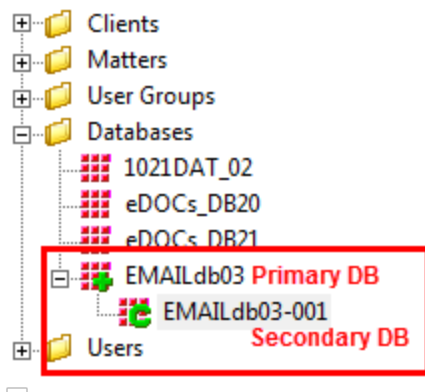 Clients
Matters
User Groups
Databases
1021DAT_02
eDOCs_DB20
eDOCs_DB21
EMAILdb03 Primary DB
EMAILdb03-001
Secondary DB
Users